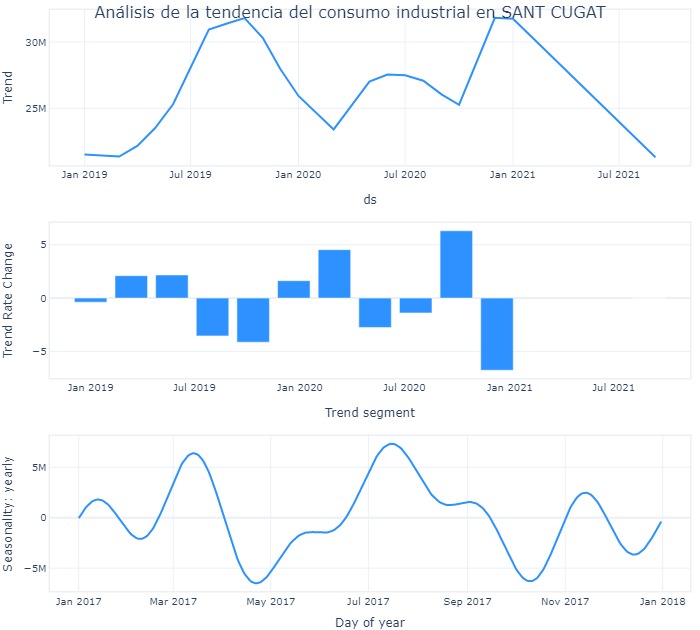 Análisis de la tendencia del consumo industrial en SANT CUGAT
30M
25M
Trend
Jan 2019 Jul 2019 Jan 2020 Jul 2020 Jan 2021 Jul 2021
ds
5
0
−5
Trend Rate Change
Jan 2019 Jul 2019 Jan 2020 Jul 2020 Jan 2021 Jul 2021
Trend segment
5M
0
−5M
Seasonality: yearly
Jan 2017 Mar 2017 May 2017 Jul 2017 Sep 2017 Nov 2017 Jan 2018
Day of year